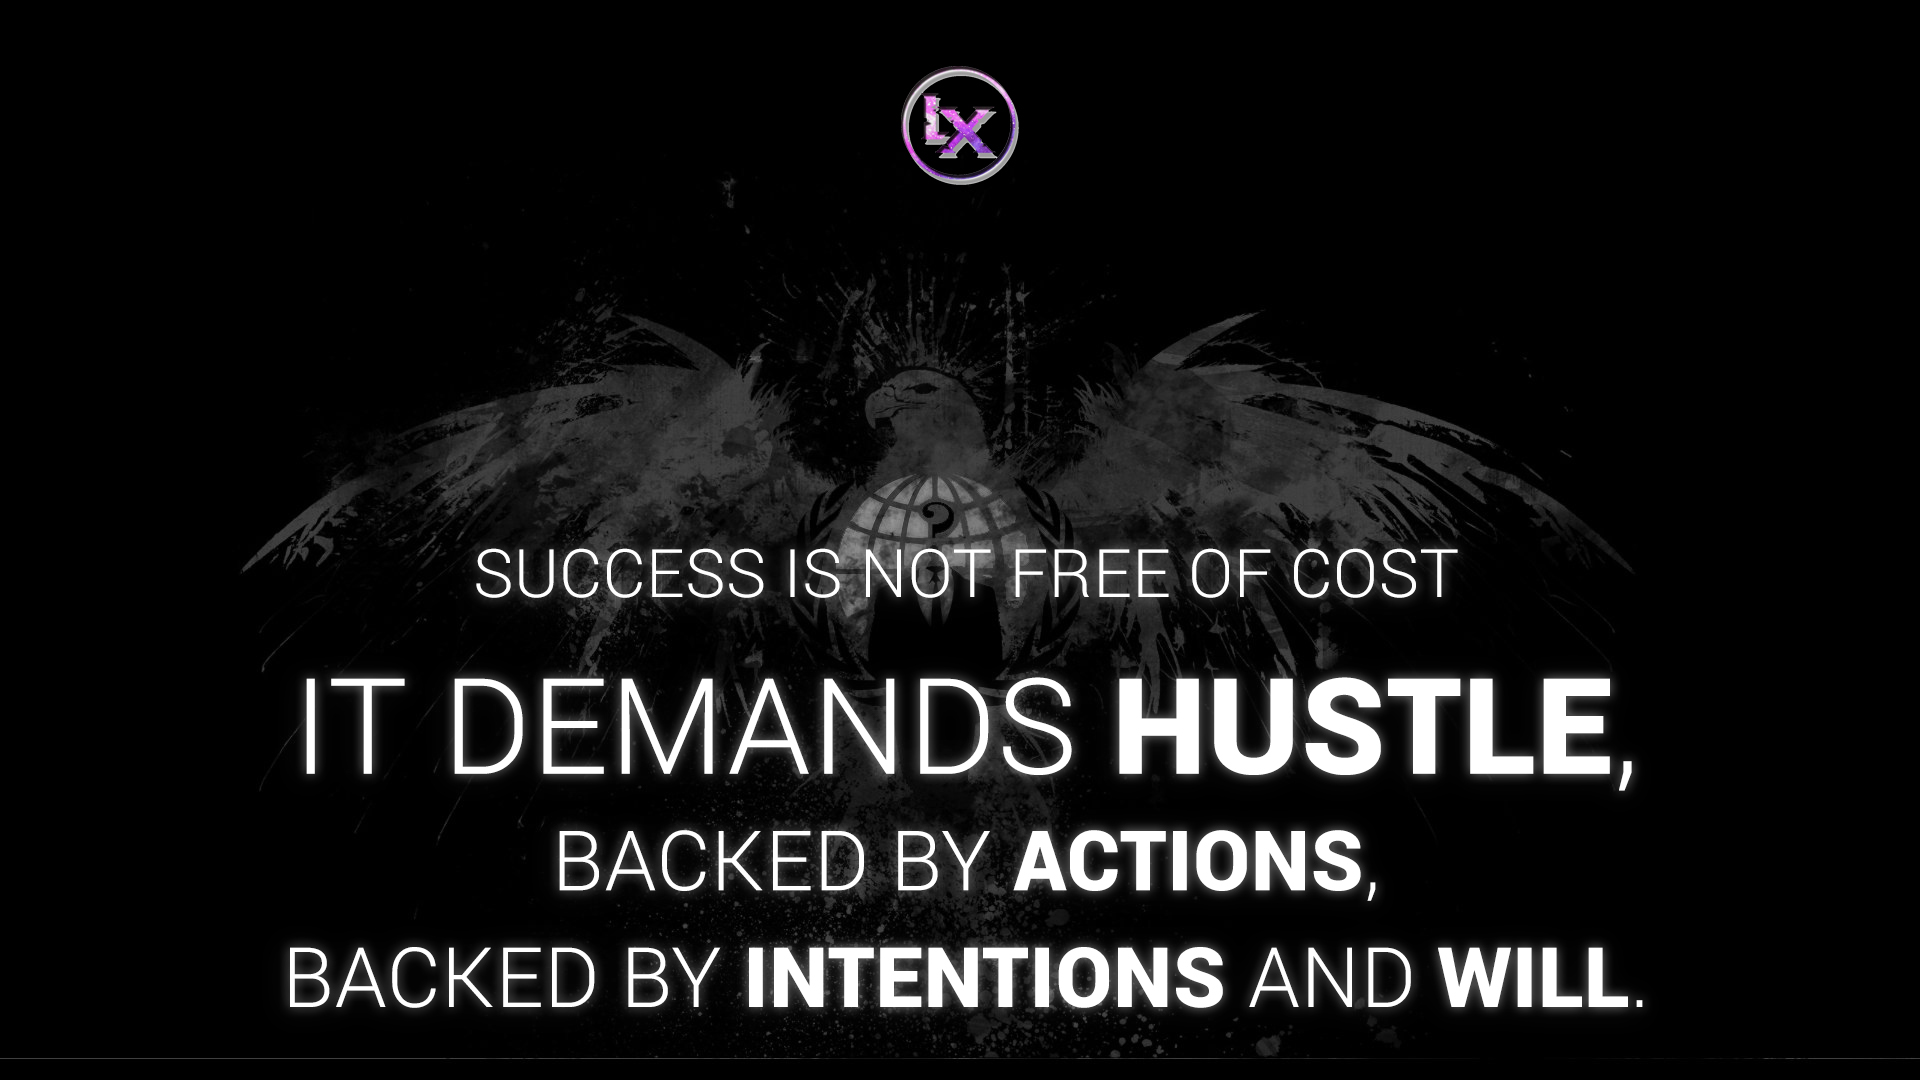 LX
SUCCESS IS NOT FREE OF COST
IT DEMANDS HUSTLE,
BACKED BY ACTIONS,
BACKED BY INTENTIONS AND WILL.